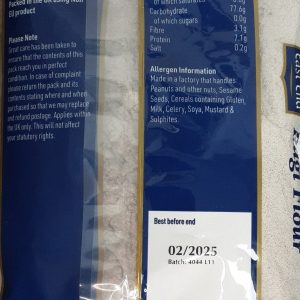 Packed in the UK using Non
EU product
Please Note
Great care has been taken to
ensure that the contents of this
pack reach you in perfect
condition. In case of complaint
please return the pack and its
contents stating where and when
purchased so that we may replace
and refund postage. Applies within
the UK only. This will not affect
your statutory rights.
of which saturates
Carbohydrate 77.6g
of which sugars 0.0g
Fibre 3.1g
Protein 7.1g
Salt 0.2g
Allergen Information
Made in a factory that handles
Peanuts and other nuts, Sesame
Seeds, Cereals containing Gluten,
Milk, Celery, Soya, Mustard &
Sulphites.
Best before end
02/2025
Batch: 4044 L11
East End
Flour